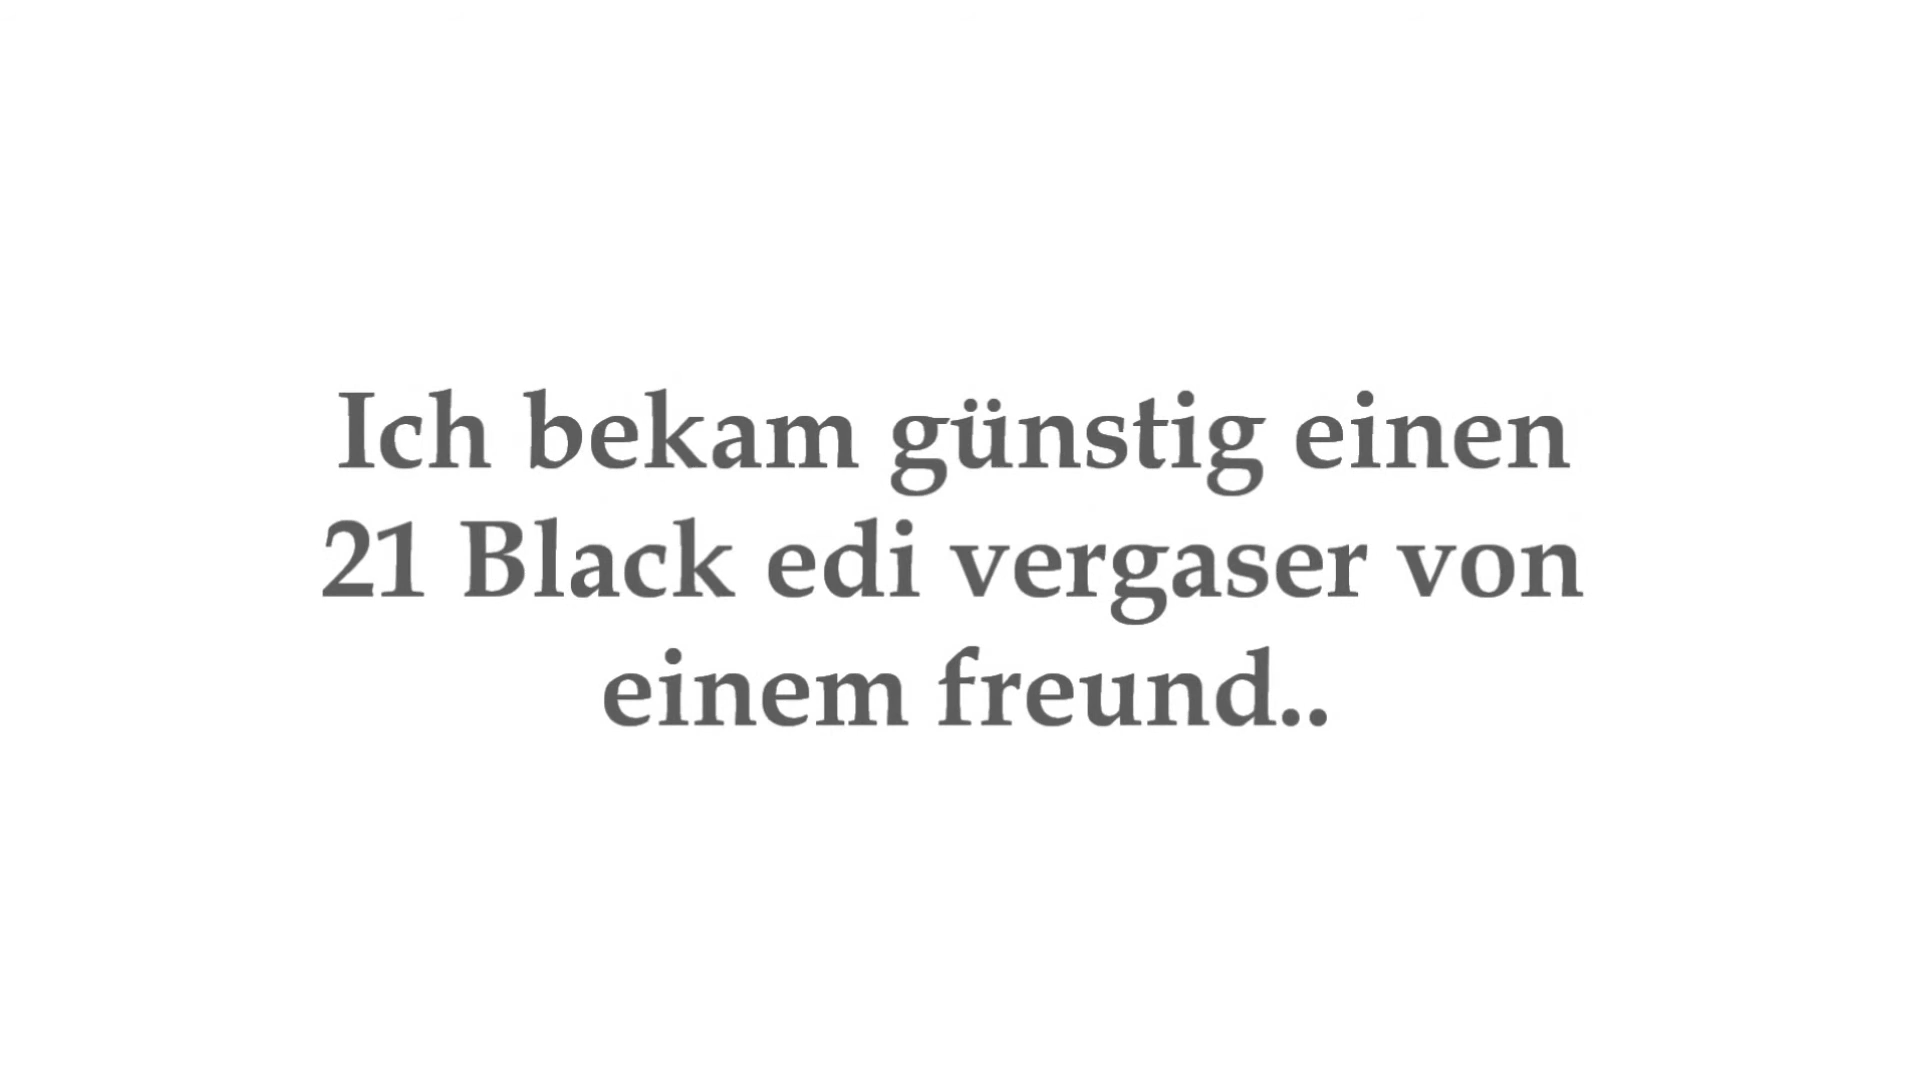 Ich bekam günstig einen
21 Black edi vergaser von
einem freund..